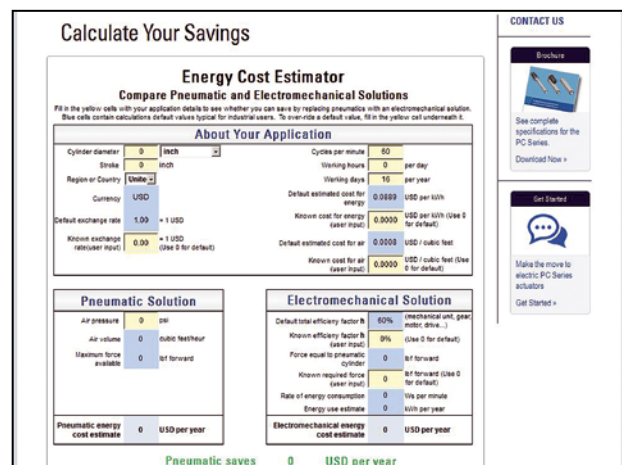 Calculate Your Savings
CONTACT US
Energy Cost Estimator
Compare Pneumatic and Electromechanical Solutions
Fill in the yellow cells with your application details to see whether you can save by replacing pneumatics with an electromechanical solution.
Blue cells contain calculations default values typical for industrial users. To over-ride a default value, fill in the yellow cell underneath it.
About Your Application
Cylinder diameter 0 inch
Stroke 0 inch
Region or Country Unite
Currency USD
Default exchange rate 1.00 = 1 USD
Known exchange rate(user input) 0.00 = 1 USD (Use 0 for default)
Cycles per minute 60
Working hours 0 per day
Working days 16 per year
Default estimated cost for energy 0.0889 USD per kWh
Known cost for energy (user input) 0.0000 USD per kWh (Use 0 for default)
Default estimated cost for air 0.0008 USD / cubic feet
Known cost for air (user input) 0.0000 USD / cubic feet (Use 0 for default)
Pneumatic Solution
Air pressure 0 psi
Air volume 0 cubic feet/hour
Maximum force available 0 lbf forward
Pneumatic energy cost estimate 0 USD per year
Electromechanical Solution
Default total efficieny factor h 60% (mechanical unit, gear, motor, drive...)
Known efficieny factor h (user input) 0% (Use 0 for default)
Force equal to pneumatic cylinder 0 lbf forward
Known required force (user input) 0 lbf forward (Use 0 for default)
Rate of energy consumption 0 Ws per minute
Energy use estimate 0 kWh per year
Electromechanical energy cost estimate 0 USD per year
Pneumatic saves 0 USD per year
Brochure
See complete
specifications for the
PC Series.
Download Now »
Get Started
Make the move to
electric PC Series
actuators
Get Started »